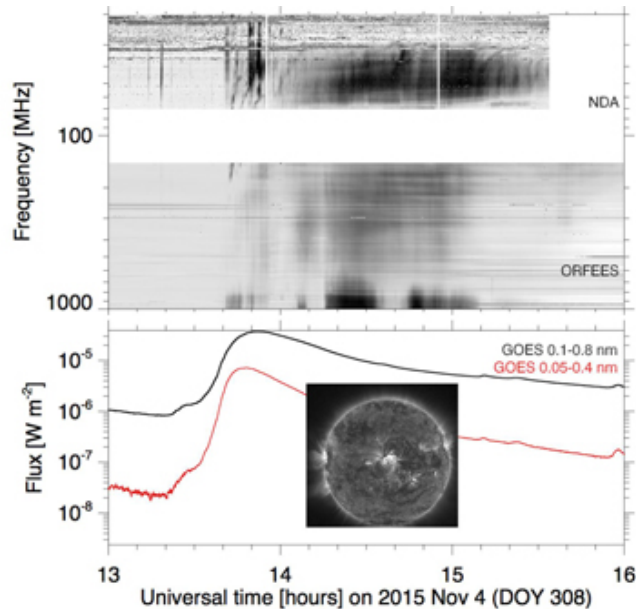 Frequency [MHz]
100
1000
NDA
ORFEES
Flux [W m⁻²]
10⁻⁵
10⁻⁶
10⁻⁷
10⁻⁸
GOES 0.1-0.8 nm
GOES 0.05-0.4 nm
13 14 15 16
Universal time [hours] on 2015 Nov 4 (DOY 308)